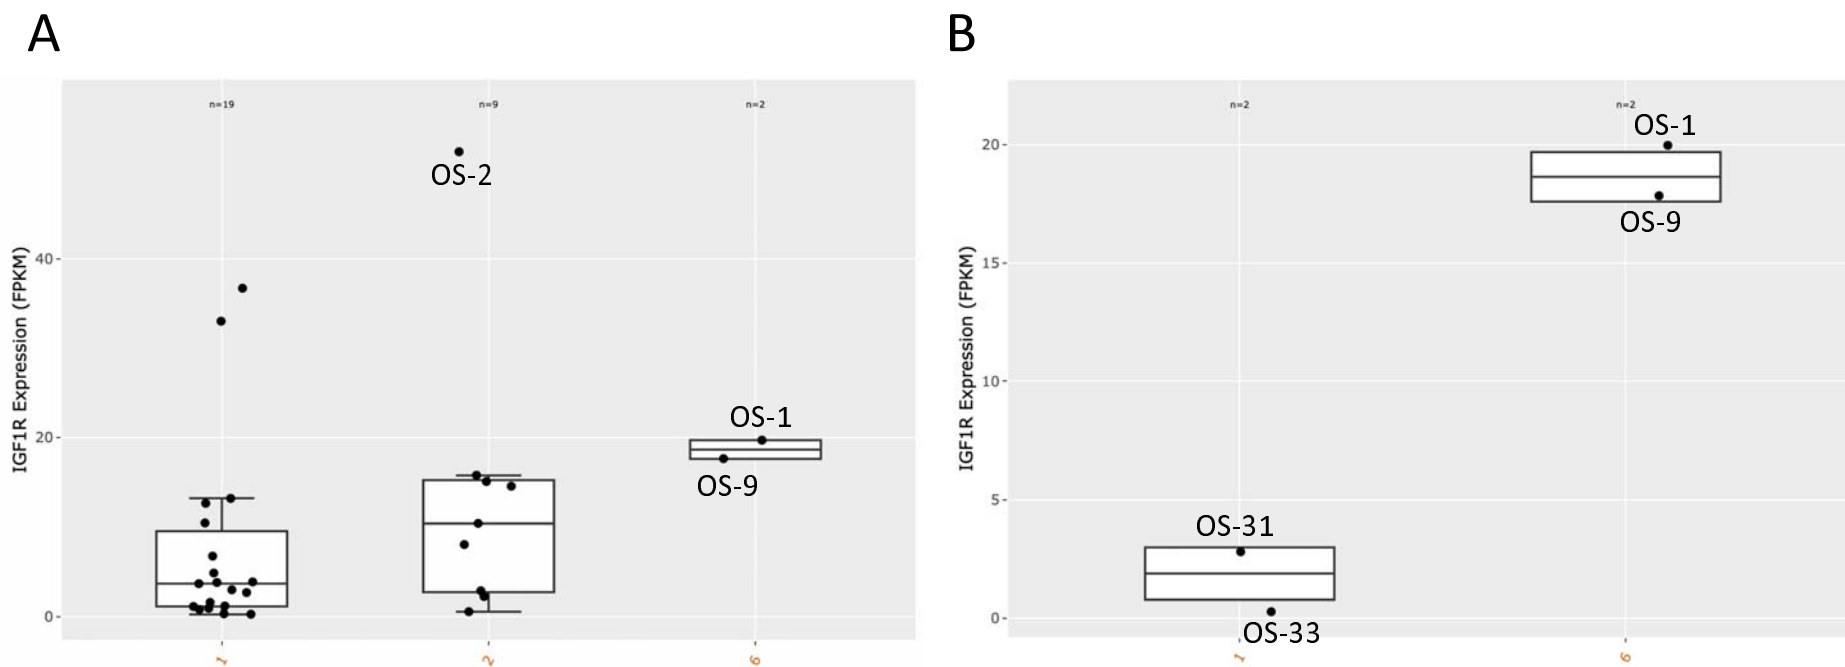 A
B
n=19
n=9
n=2
n=2
n=2
OS-2
OS-1
OS-9
OS-1
OS-9
OS-31
OS-33
IGF1R Expression (FPKM)
40
20
0
1
2
6
IGF1R Expression (FPKM)
20
15
10
5
0
1
6